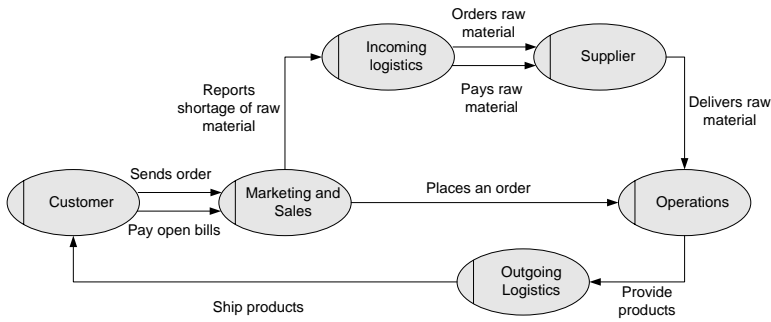 Orders raw
material
Incoming
logistics
Supplier
Pays raw
material
Reports
shortage of raw
material
Delivers raw
material
Sends order
Customer
Marketing and
Sales
Places an order
Operations
Pay open bills
Outgoing
Logistics
Provide
products
Ship products